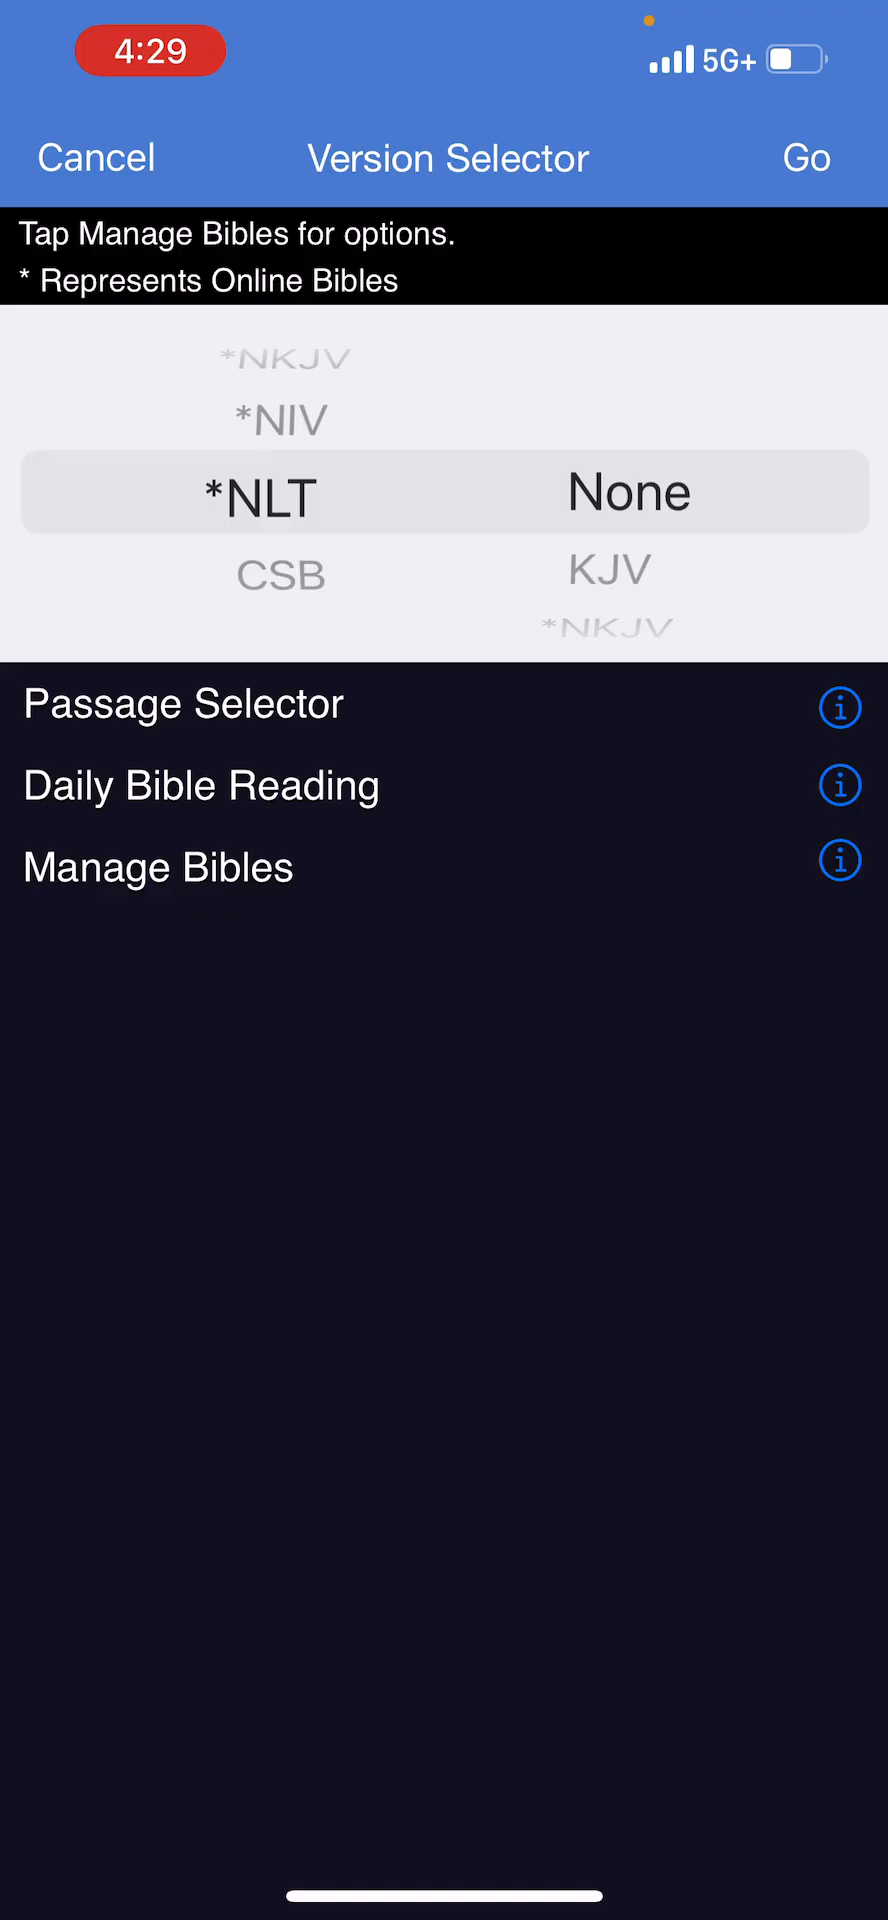 4:29
5G+
Cancel Version Selector Go
Tap Manage Bibles for options.
* Represents Online Bibles
*NKJV
*NIV
*NLT None
CSB KJV
*NKJV
Passage Selector
Daily Bible Reading
Manage Bibles